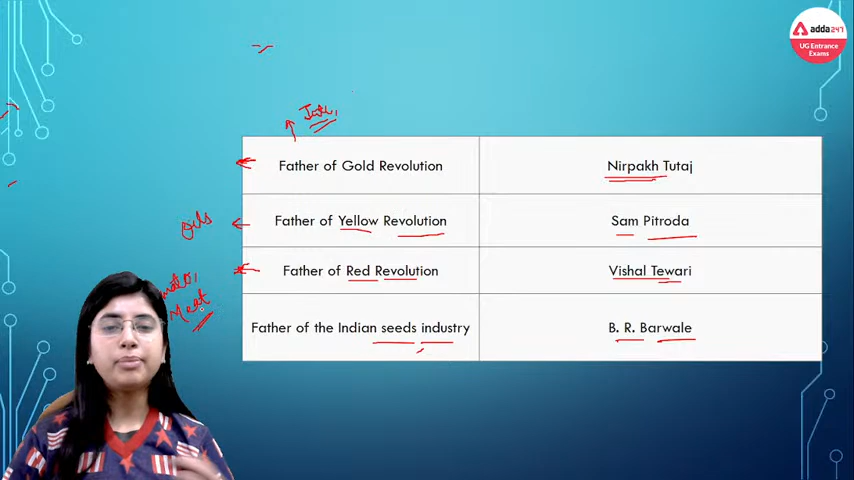 adda247
UG Entrance
Exams
Jute,
Father of Gold Revolution
Nirpakh Tutaj
oils
Father of Yellow Revolution
Sam Pitroda
Father of Red Revolution
Vishal Tewari
Meat
Father of the Indian seeds industry
B. R. Barwale